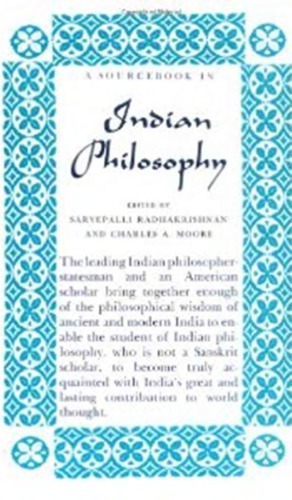 A SOURCEBOOK IN
Indian
Philosophy
EDITED BY
SARVEPALLI RADHAKRISHNAN
AND CHARLES A. MOORE
The leading Indian philosopher-
statesman and an American
scholar bring together enough
of the philosophical wisdom of
ancient and modern India to en-
able the student of Indian phi-
losophy, who is not a Sanskrit
scholar, to become truly ac-
quainted with India's great and
lasting contribution to world
thought.